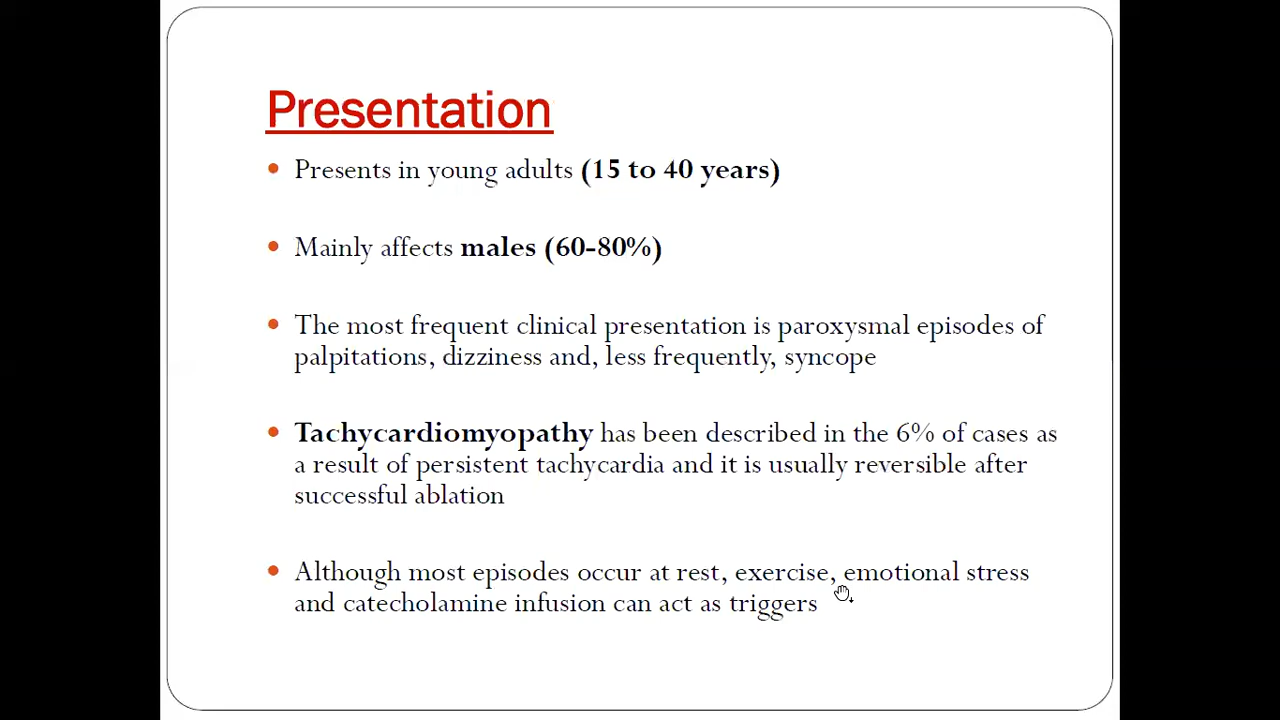 Presentation
• Presents in young adults (15 to 40 years)
• Mainly affects males (60-80%)
• The most frequent clinical presentation is paroxysmal episodes of
palpitations, dizziness and, less frequently, syncope
• Tachycardiomyopathy has been described in the 6% of cases as
a result of persistent tachycardia and it is usually reversible after
successful ablation
• Although most episodes occur at rest, exercise, emotional stress
and catecholamine infusion can act as triggers